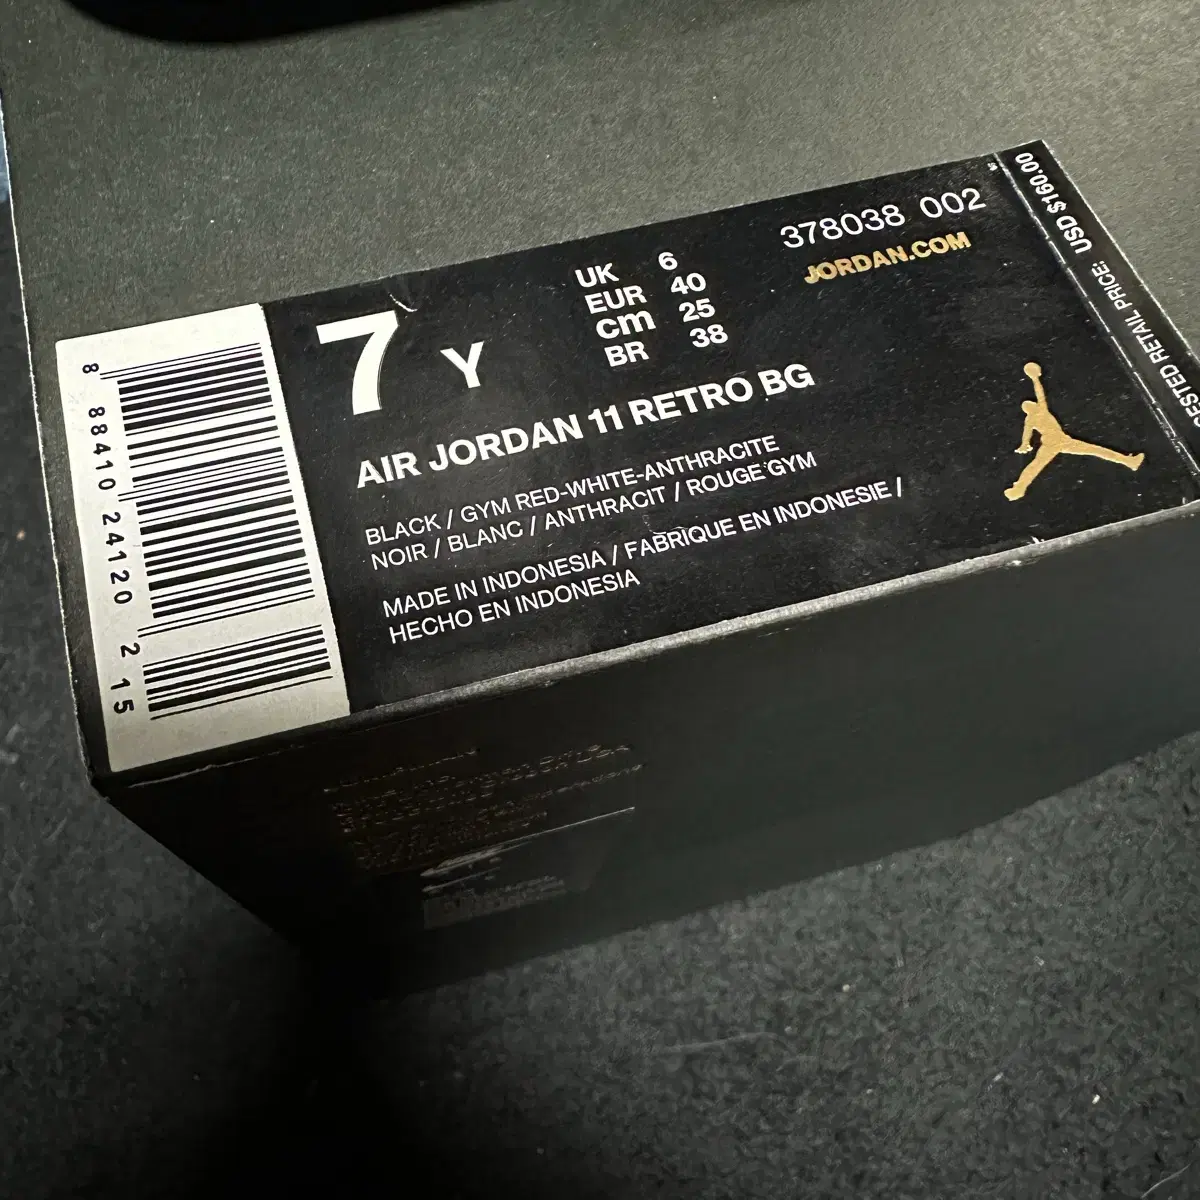 8 88410 24120 2 15
7 Y
UK 6
EUR 40
cm 25
BR 38
378038 002
JORDAN.COM
AIR JORDAN 11 RETRO BG
BLACK / GYM RED-WHITE-ANTHRACITE
NOIR / BLANC / ANTHRACIT / ROUGE GYM
MADE IN INDONESIA / FABRIQUE EN INDONESIE /
HECHO EN INDONESIA
RETAIL PRICE: USD $160.00